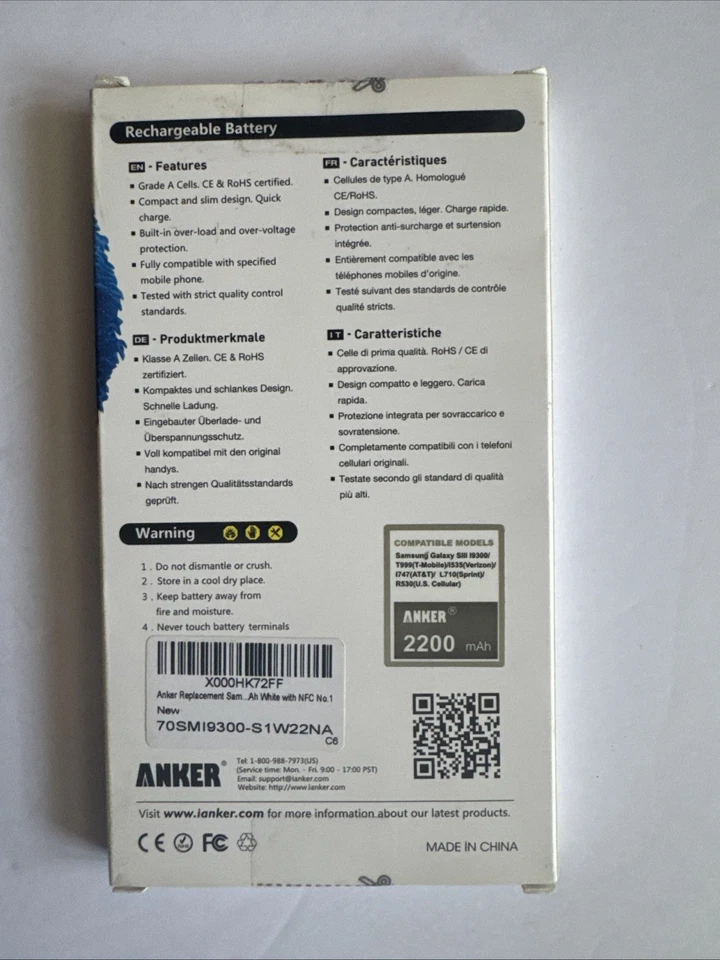 Rechargeable Battery
EN - Features
▪ Grade A Cells. CE & RoHS certified.
▪ Compact and slim design. Quick
charge.
▪ Built-in over-load and over-voltage
protection.
▪ Fully compatible with specified
mobile phone.
▪ Tested with strict quality control
standards.
FR - Caractéristiques
▪ Cellules de type A. Homologué
CE/RoHS.
▪ Design compactes, léger. Charge rapide.
▪ Protection anti-surcharge et surtension
intégrée.
▪ Entièrement compatible avec les
téléphones mobiles d'origine.
▪ Testé suivant des standards de contrôle
qualité stricts.
DE - Produktmerkmale
▪ Klasse A Zellen. CE & RoHS
zertifiziert.
▪ Kompaktes und schlankes Design.
Schnelle Ladung.
▪ Eingebauter Überlade- und
Überspannungsschutz.
▪ Voll kompatibel mit den original
handys.
▪ Nach strengen Qualitätsstandards
geprüft.
IT - Caratteristiche
▪ Celle di prima qualità. RoHS / CE di
approvazione.
▪ Design compatto e leggero. Carica
rapida.
▪ Protezione integrata per sovraccarico e
sovratensione.
▪ Completamente compatibili con i telefoni
cellulari originali.
▪ Testate secondo gli standard di qualità
più alti.
Warning
1 . Do not dismantle or crush.
2 . Store in a cool dry place.
3 . Keep battery away from
fire and moisture.
4 . Never touch battery terminals
COMPATIBLE MODELS
Samsung Galaxy SIII I9300/
T999(T-Mobile)/I535(Verizon)/
I747(AT&T)/ L710(Sprint)/
R530(U.S. Cellular)
ANKER®
2200 mAh
X000HK72FF
Anker Replacement Sam...Ah White with NFC No.1
New
70SMI9300-S1W22NA
C6
ANKER®
Tel: 1-800-988-7973(US)
(Service time: Mon. - Fri. 9:00 - 17:00 PST)
Email: support@ianker.com
Website: http://www.ianker.com
Visit www.ianker.com for more information about our latest products.
CE FC
MADE IN CHINA